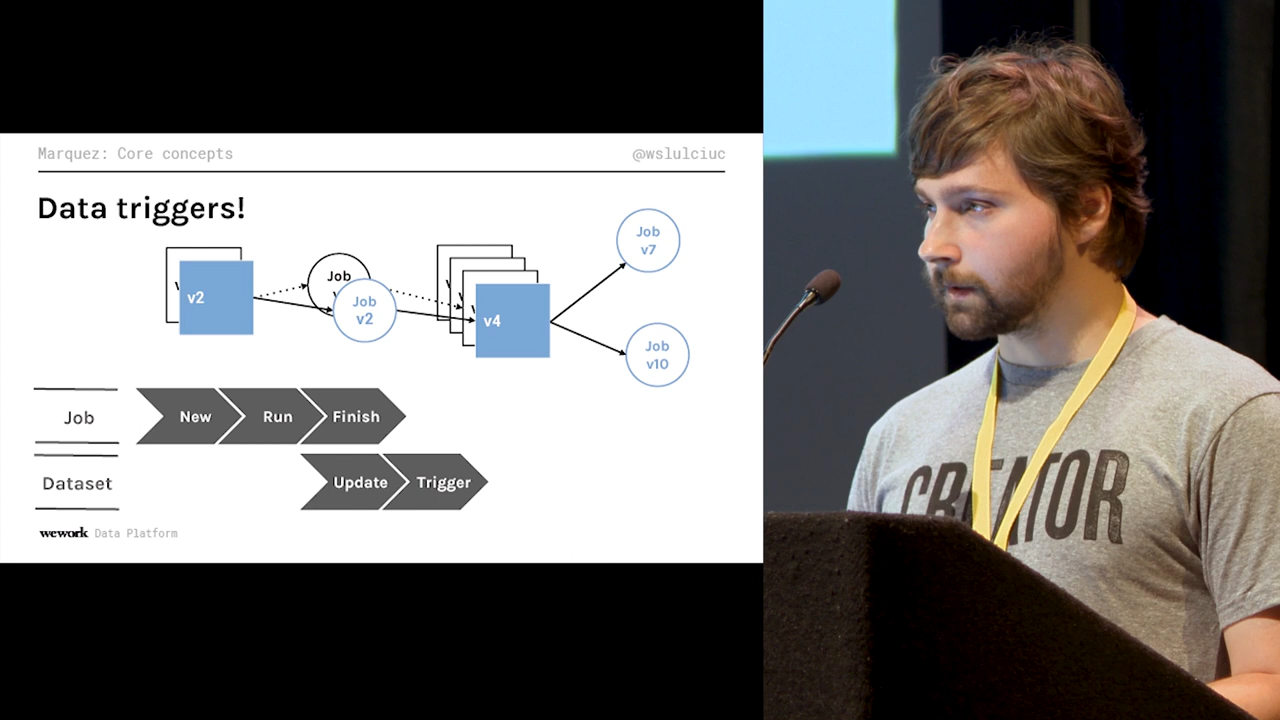 Marquez: Core concepts
@wslulciuc
Data triggers!
v2
Job
Job
v2
v4
Job
v7
Job
v10
Job
New
Run
Finish
Dataset
Update
Trigger
wework Data Platform
CREATOR